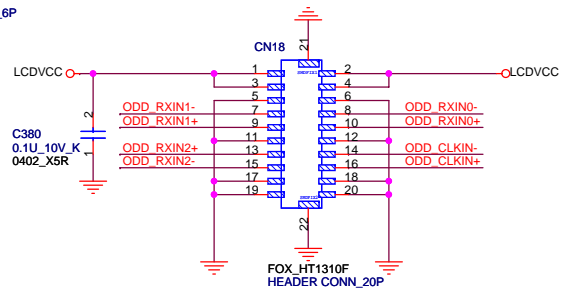 6P
21
CN18
LCDVCC
1
2
LCDVCC
3
4
5
6
ODD_RXIN1-
7
8
ODD_RXIN0-
ODD_RXIN1+
9
10
ODD_RXIN0+
2
C380
0.1U_10V_K
0402_X5R
1
11
12
ODD_RXIN2+
13
14
ODD_CLKIN-
ODD_RXIN2-
15
16
ODD_CLKIN+
17
18
19
20
22
FOX_HT1310F
HEADER CONN_20P